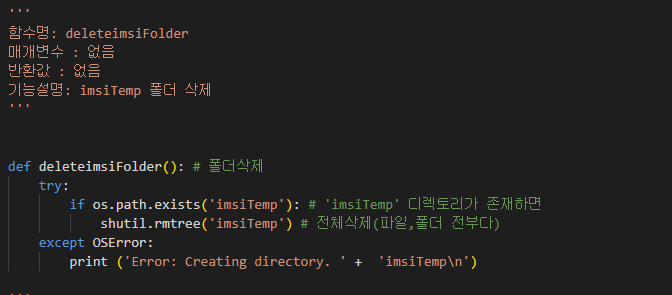 '''
함수명: deleteimsiFolder
매개변수 : 없음
반환값 : 없음
기능설명: imsiTemp 폴더 삭제
'''
def deleteimsiFolder(): # 폴더삭제
    try:
        if os.path.exists('imsiTemp'): # 'imsiTemp' 디렉토리가 존재하면
            shutil.rmtree('imsiTemp') # 전체삭제(파일,폴더 전부다)
    except OSError:
        print ('Error: Creating directory. ' +  'imsiTemp\n')
'''